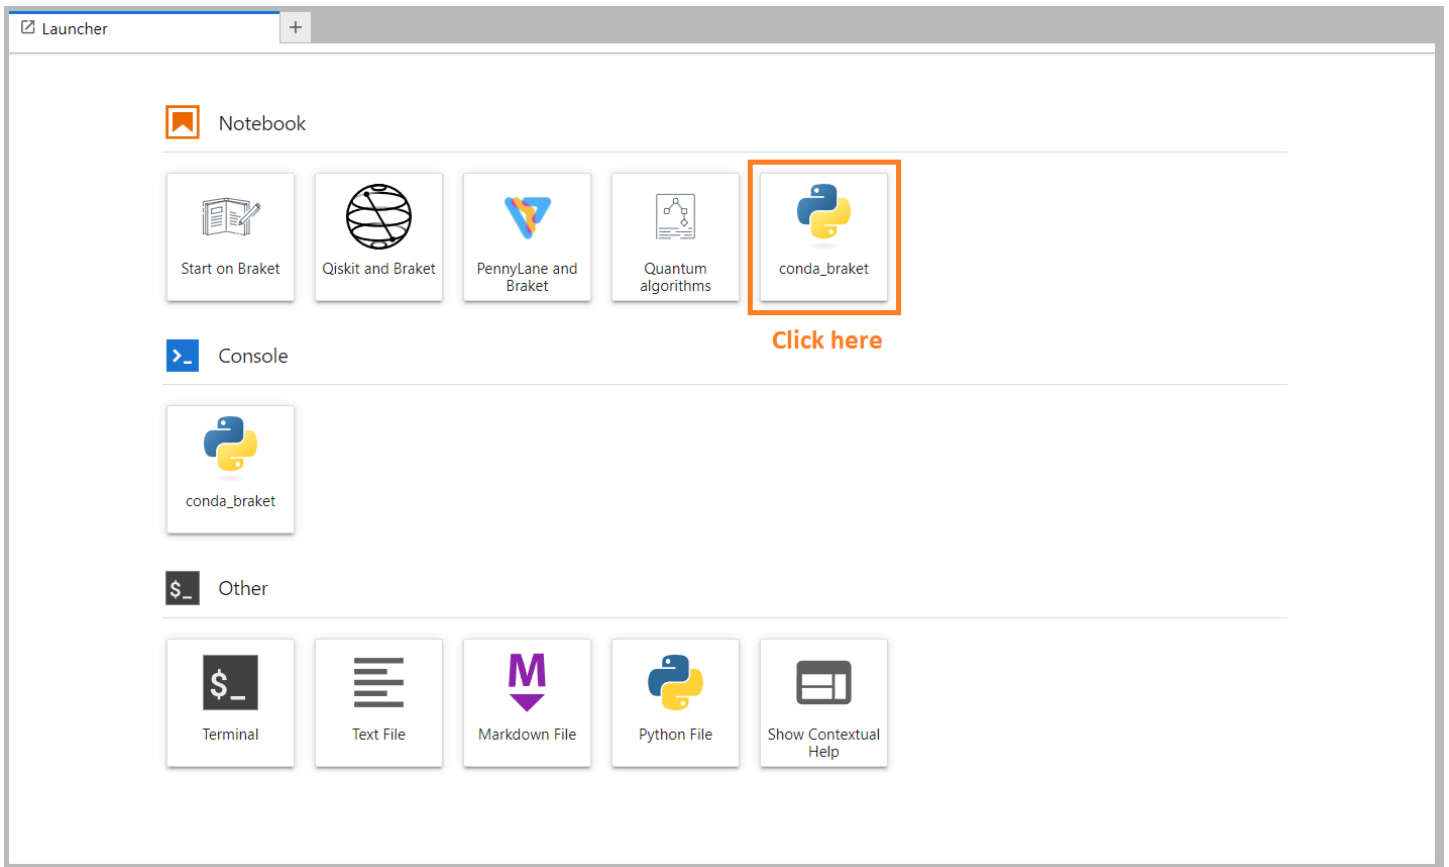 Launcher
+
Notebook
Start on Braket
Qiskit and Braket
PennyLane and
Braket
Quantum
algorithms
conda_braket
Click here
>_
Console
conda_braket
$_
Other
$_
Terminal
Text File
M
Markdown File
Python File
Show Contextual
Help